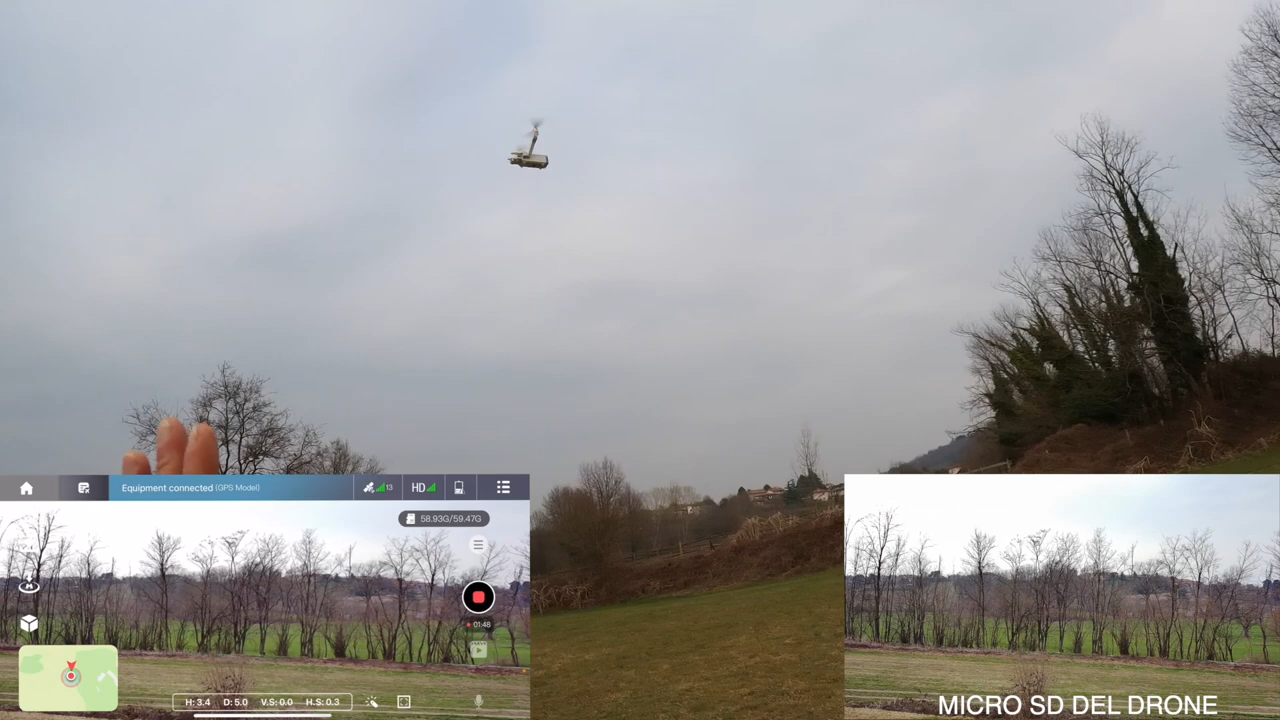 Equipment connected (GPS Model)
13
HD
58.93G/59.47G
01:48
H: 3.4 D: 5.0 V.S: 0.0 H.S: 0.3
MICRO SD DEL DRONE